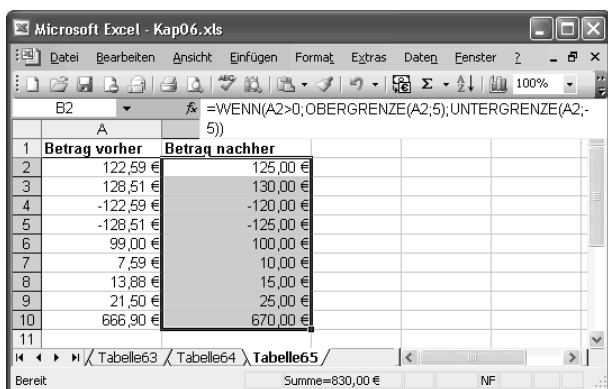 Microsoft Excel - Kap06.xls
Datei Bearbeiten Ansicht Einfügen Format Extras Daten Fenster ?
100%
B2 fx =WENN(A2>0;OBERGRENZE(A2;5);UNTERGRENZE(A2;-
5))
A
1 Betrag vorher Betrag nachher
2 122,59 € 125,00 €
3 128,51 € 130,00 €
4 -122,59 € -120,00 €
5 -128,51 € -125,00 €
6 99,00 € 100,00 €
7 7,59 € 10,00 €
8 13,88 € 15,00 €
9 21,50 € 25,00 €
10 666,90 € 670,00 €
11
Tabelle63 Tabelle64 Tabelle65
Bereit Summe=830,00 € NF